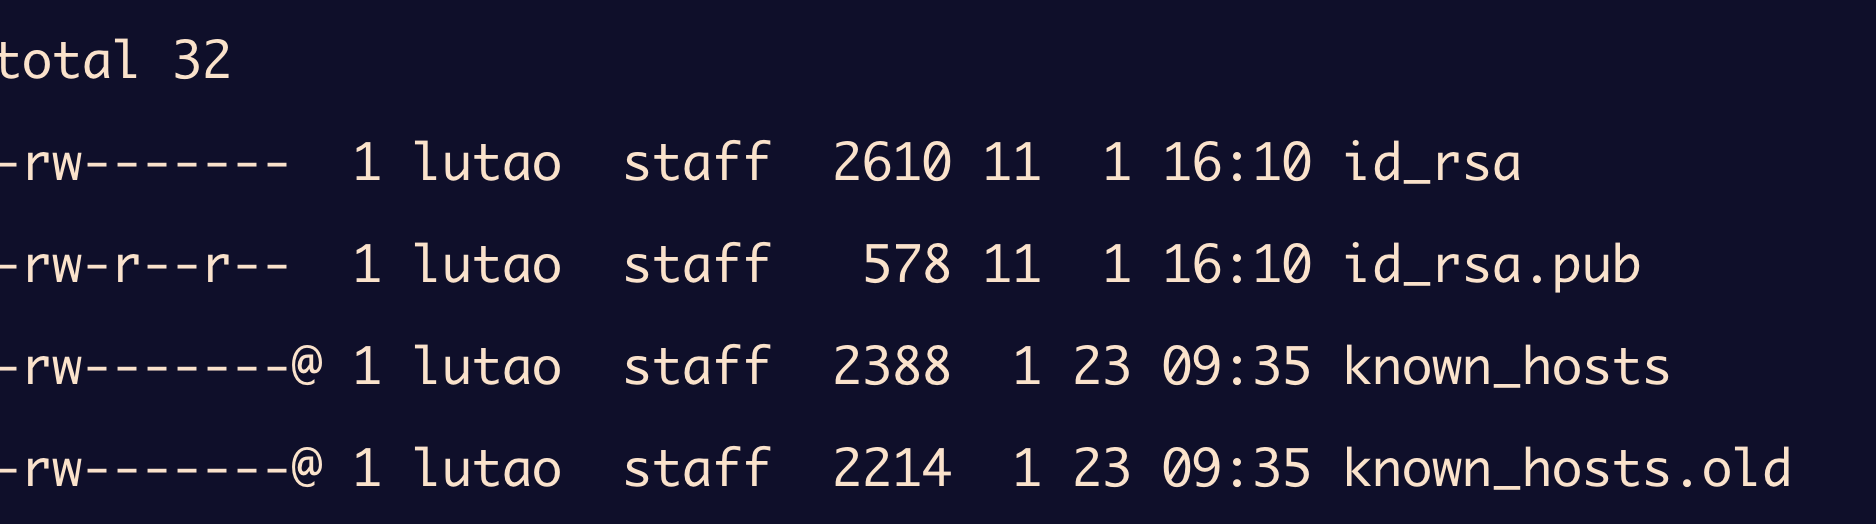 total 32
-rw-------  1 lutao  staff  2610 11  1 16:10 id_rsa
-rw-r--r--  1 lutao  staff   578 11  1 16:10 id_rsa.pub
-rw-------@ 1 lutao  staff  2388  1 23 09:35 known_hosts
-rw-------@ 1 lutao  staff  2214  1 23 09:35 known_hosts.old